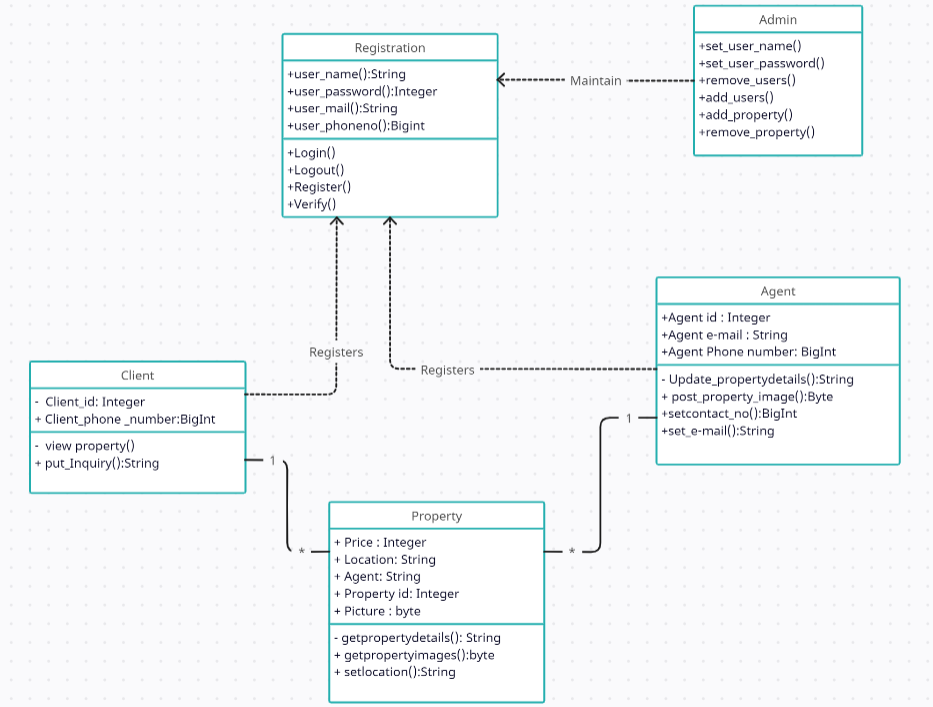 Admin
+set_user_name()
+set_user_password()
+remove_users()
+add_users()
+add_property()
+remove_property()
Registration
+user_name():String
+user_password():Integer
+user_mail():String
+user_phoneno():Bigint
+Login()
+Logout()
+Register()
+Verify()
Maintain
Agent
+Agent id : Integer
+Agent e-mail : String
+Agent Phone number: BigInt
- Update_propertydetails():String
+ post_property_image():Byte
+setcontact_no():BigInt
+set_e-mail():String
Registers
Registers
Client
- Client_id: Integer
+ Client_phone _number:BigInt
- view property()
+ put_Inquiry():String
1
*
1
*
Property
+ Price : Integer
+ Location: String
+ Agent: String
+ Property id: Integer
+ Picture : byte
- getpropertydetails(): String
+ getpropertyimages():byte
+ setlocation():String